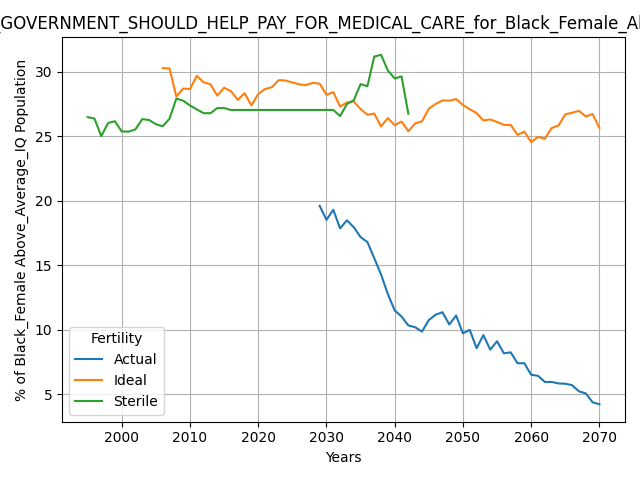 _GOVERNMENT_SHOULD_HELP_PAY_FOR_MEDICAL_CARE_for_Black_Female_A
% of Black_Female Above_Average_IQ Population
30
25
20
15
10
5
Fertility
Actual
Ideal
Sterile
2000
2010
2020
2030
2040
2050
2060
2070
Years